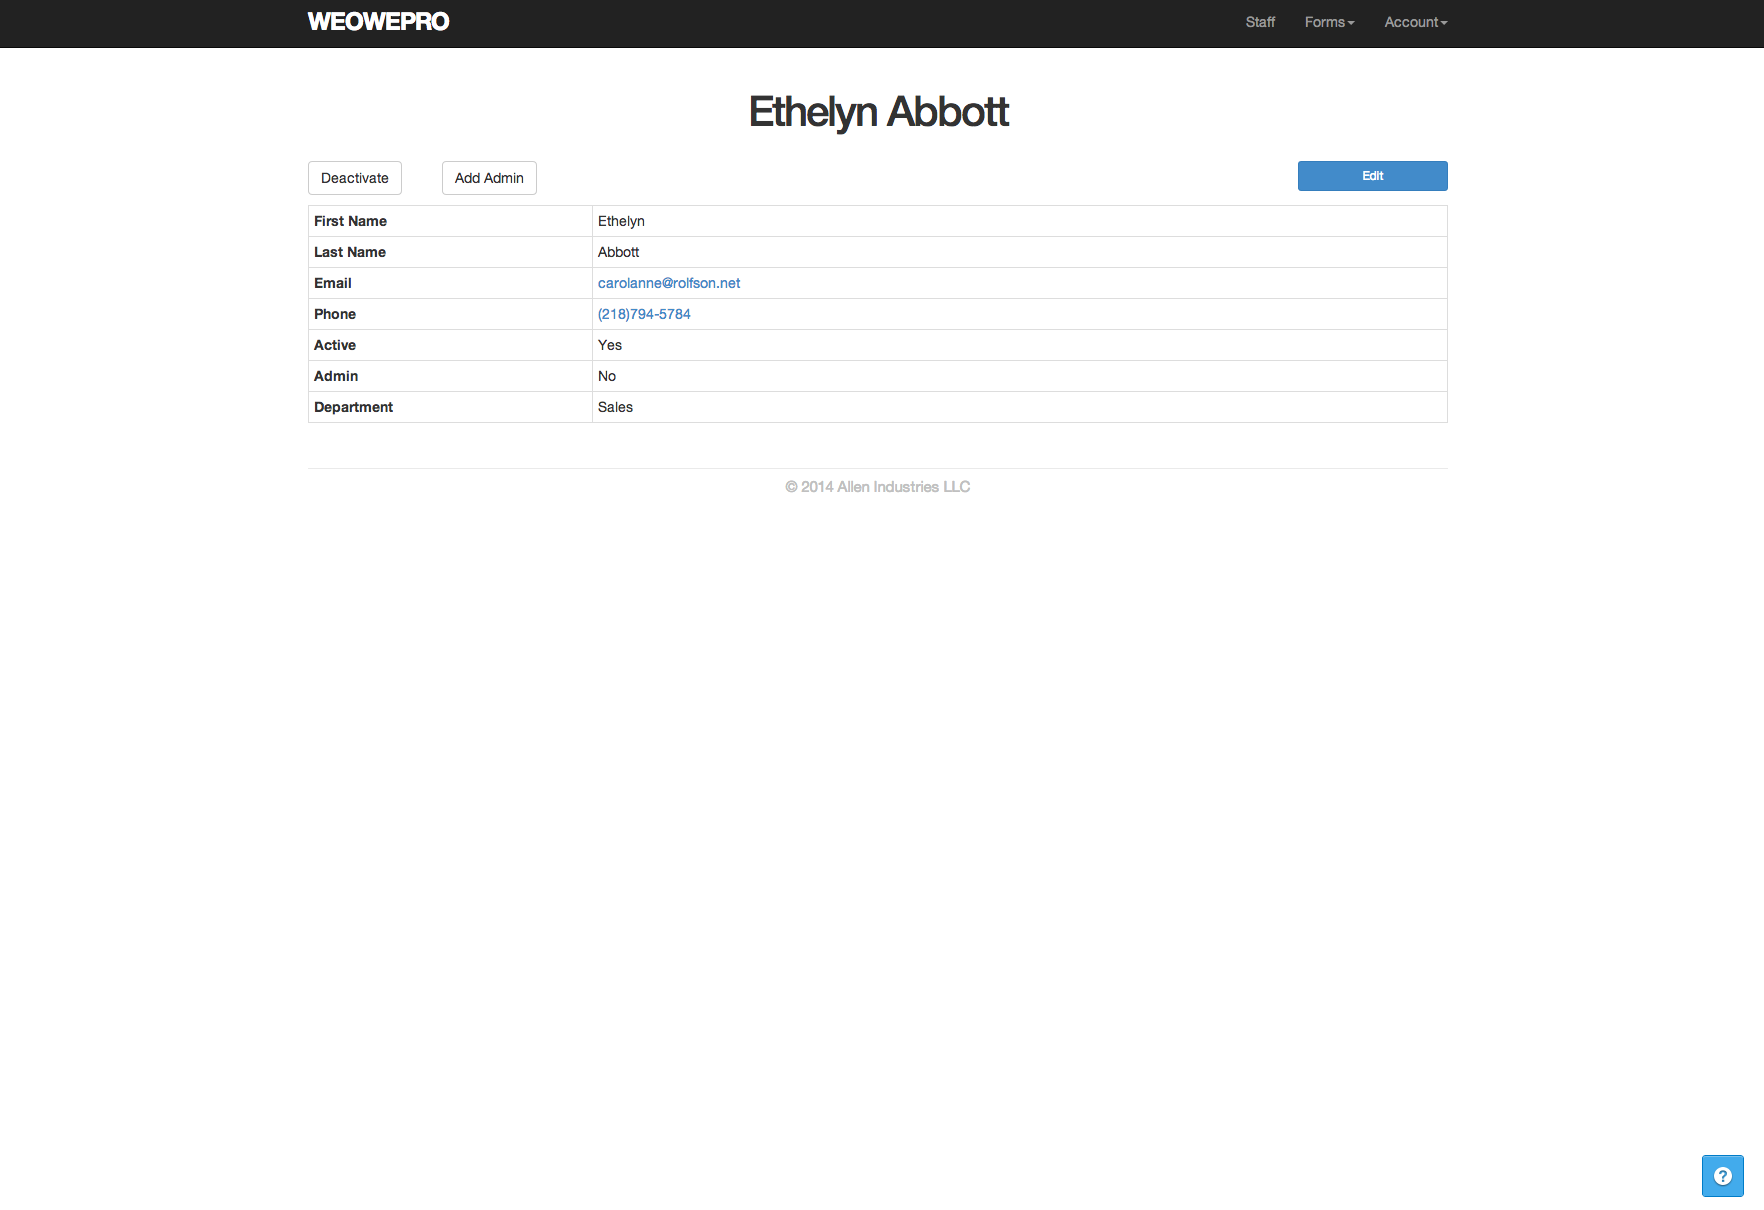 WEOWEPRO Staff Forms Account
Ethelyn Abbott
Deactivate Add Admin Edit
First Name Ethelyn
Last Name Abbott
Email carolanne@rolfson.net
Phone (218)794-5784
Active Yes
Admin No
Department Sales
© 2014 Allen Industries LLC
?